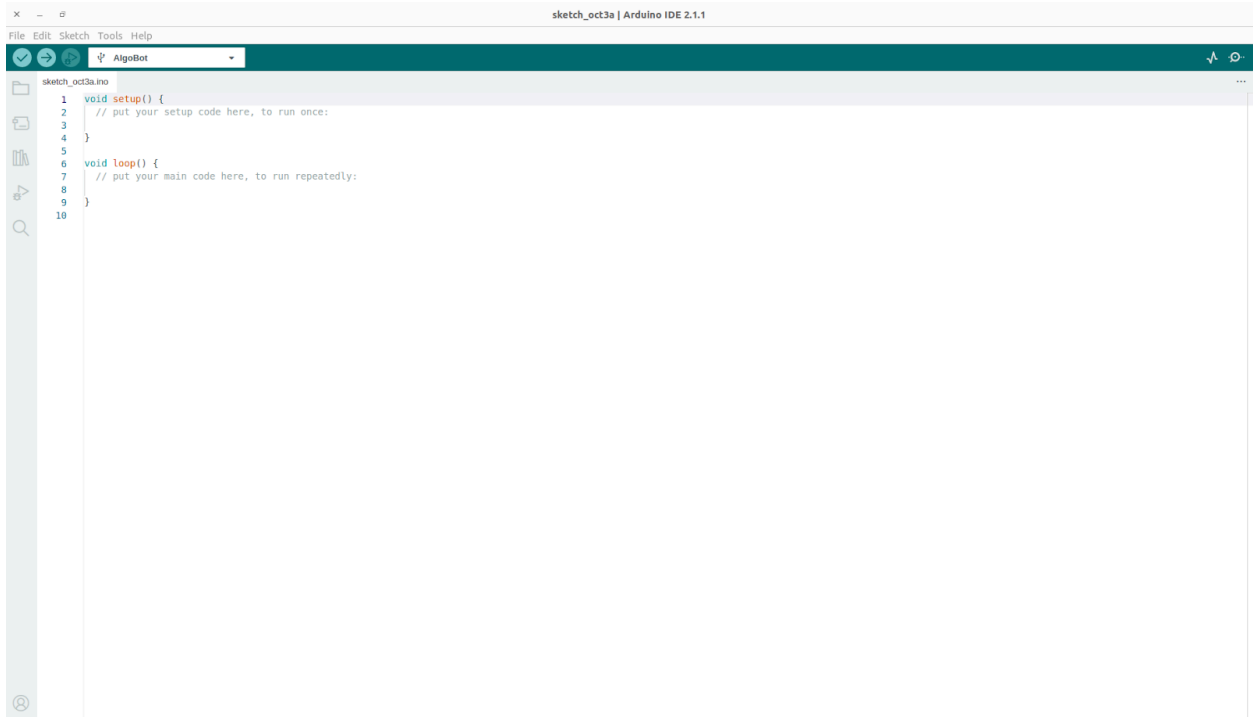 sketch_oct3a | Arduino IDE 2.1.1
File Edit Sketch Tools Help
AlgoBot
sketch_oct3a.ino
1 void setup() {
2 // put your setup code here, to run once:
3
4 }
5
6 void loop() {
7 // put your main code here, to run repeatedly:
8
9 }
10